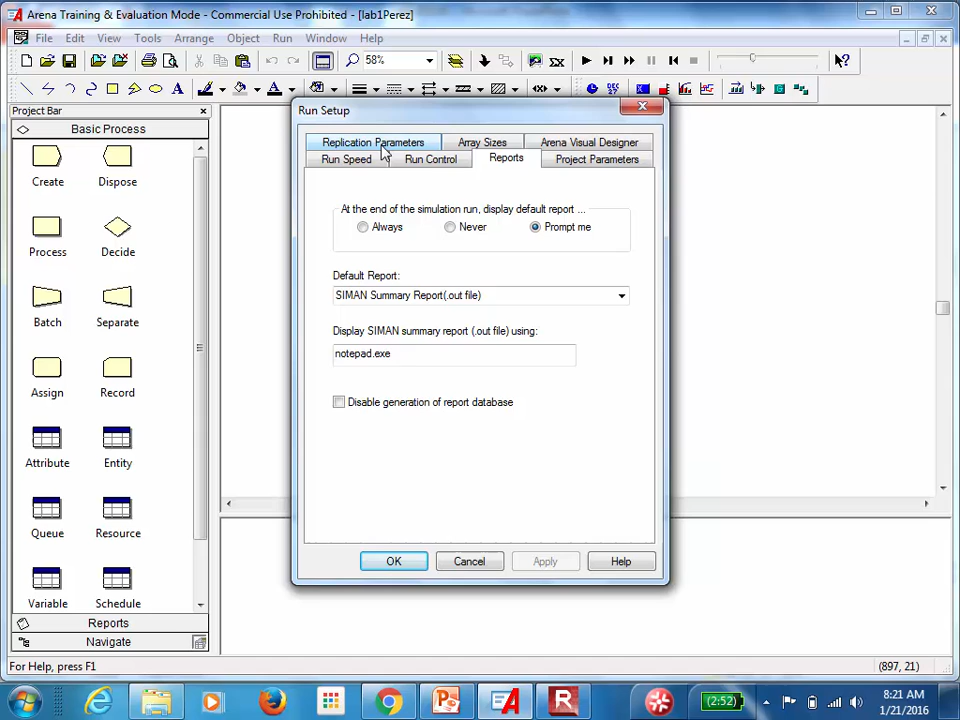 Arena Training & Evaluation Mode - Commercial Use Prohibited - [lab1Perez]
File Edit View Tools Arrange Object Run Window Help
58%
Project Bar
Basic Process
Create
Dispose
Process
Decide
Batch
Separate
Assign
Record
Attribute
Entity
Queue
Resource
Variable
Schedule
Reports
Navigate
Run Setup
Replication Parameters
Array Sizes
Arena Visual Designer
Run Speed
Run Control
Reports
Project Parameters
At the end of the simulation run, display default report ...
Always
Never
Prompt me
Default Report:
SIMAN Summary Report(.out file)
Display SIMAN summary report (.out file) using:
notepad.exe
Disable generation of report database
OK
Cancel
Apply
Help
For Help, press F1
(897, 21)
(2:52)
8:21 AM
1/21/2016